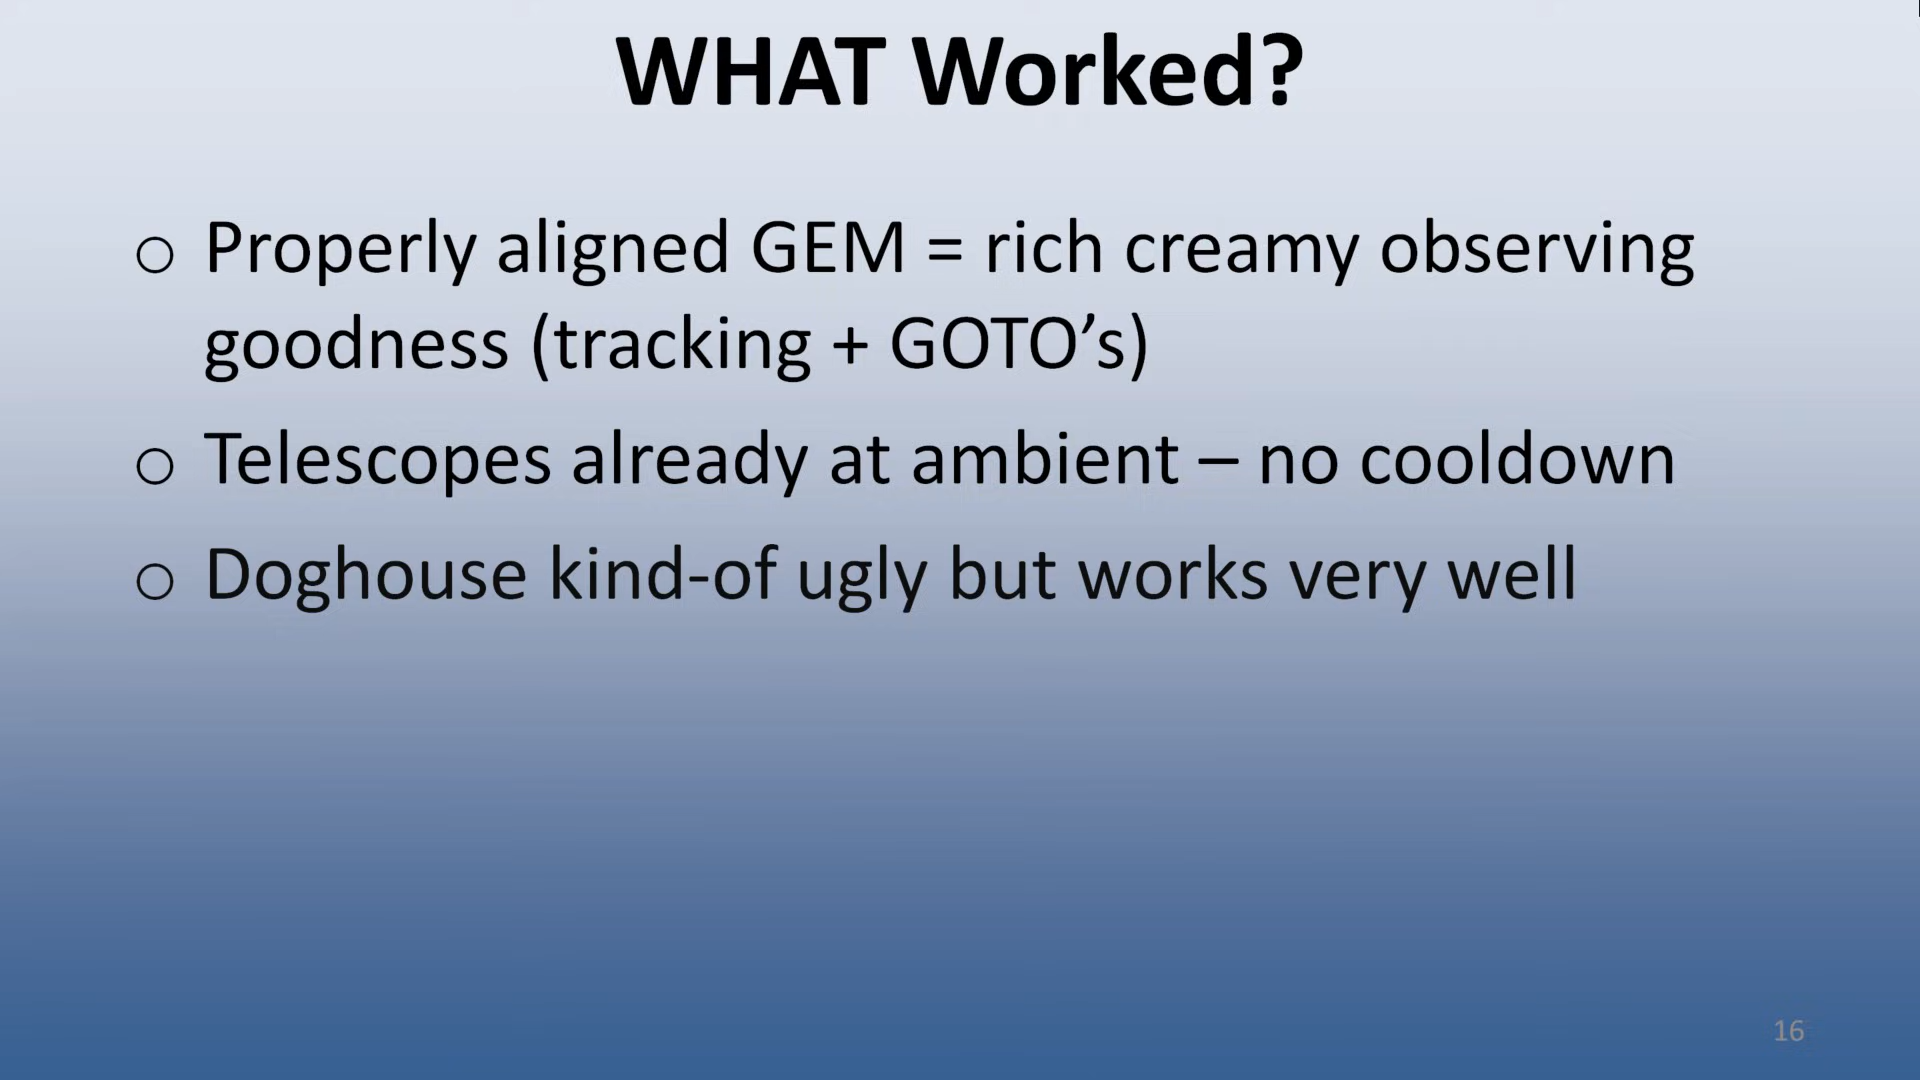 WHAT Worked?
○ Properly aligned GEM = rich creamy observing
goodness (tracking + GOTO’s)
○ Telescopes already at ambient – no cooldown
○ Doghouse kind-of ugly but works very well
16